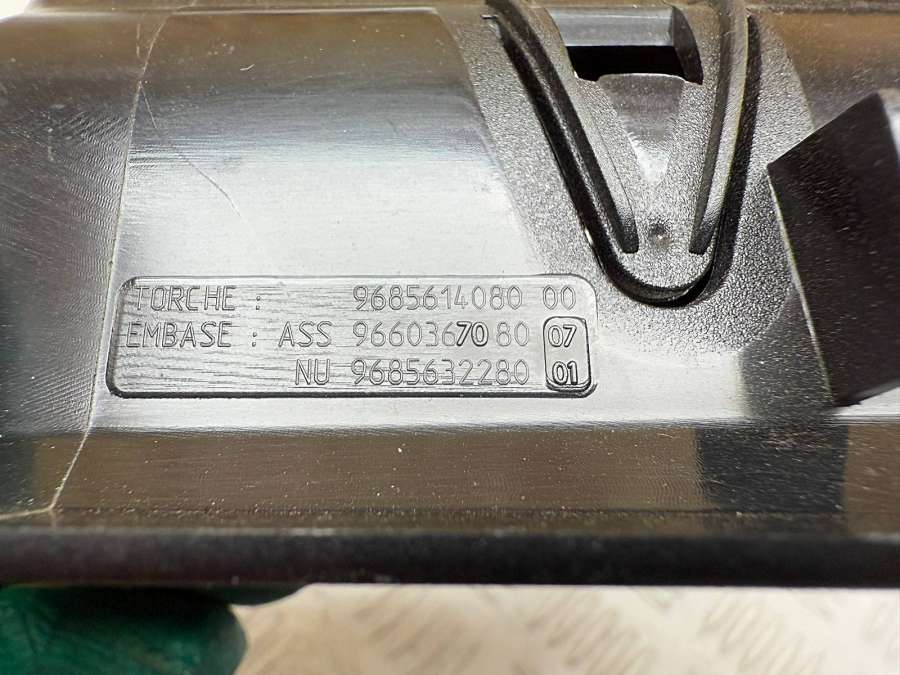 TORCHE : 9685614080 00
EMBASE : ASS 9660367080 07
NU 9685632280 01